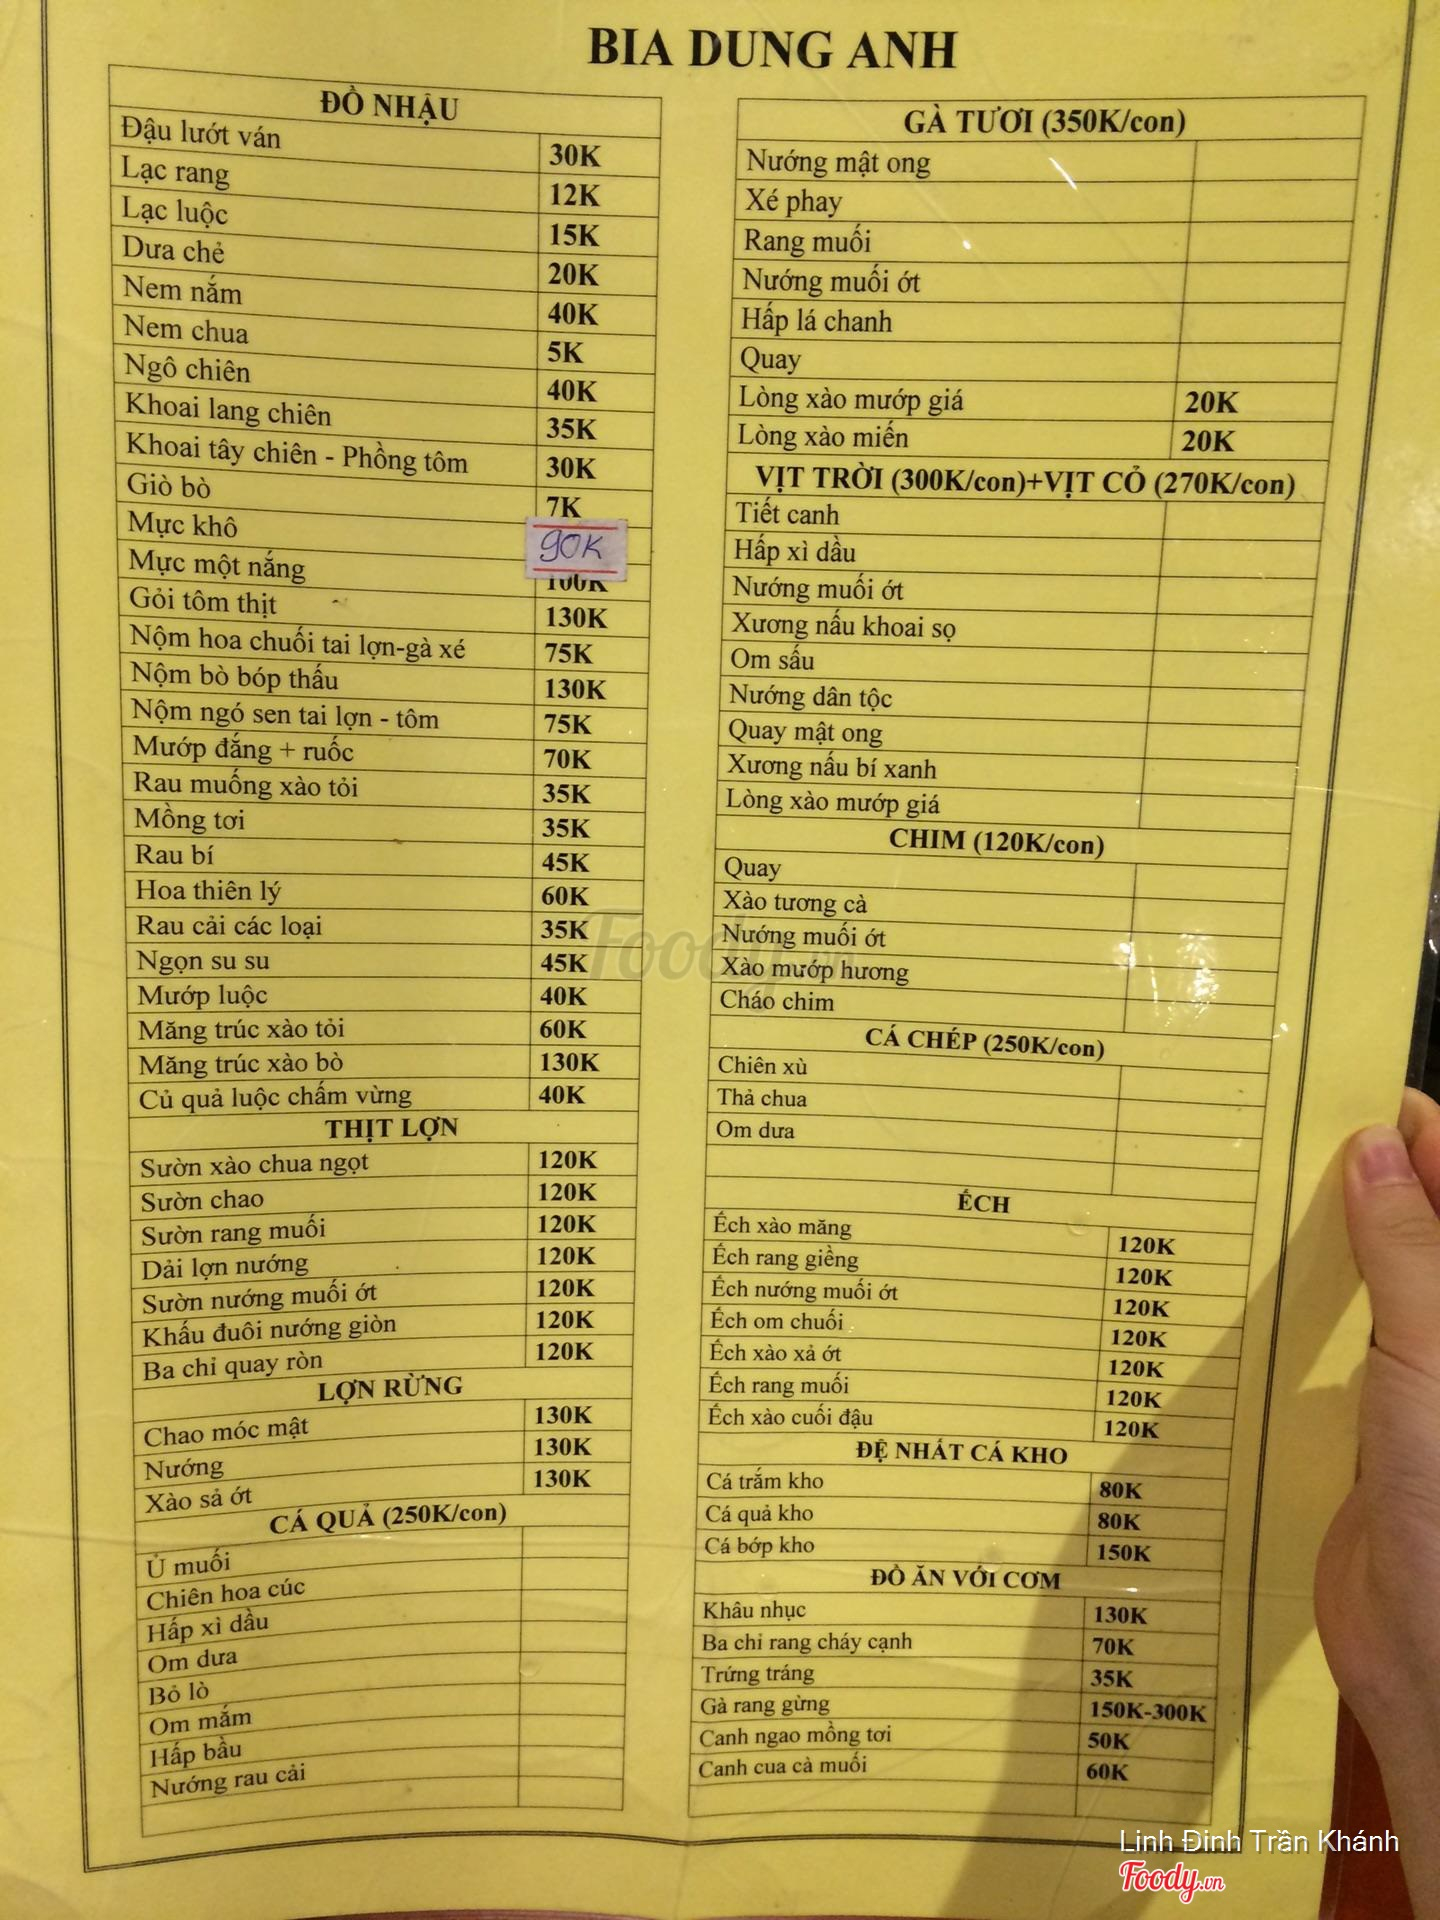 BIA DUNG ANH
ĐỒ NHẬU
Đậu lướt ván 30K
Lạc rang 12K
Lạc luộc 15K
Dưa chẻ 20K
Nem nắm 40K
Nem chua 5K
Ngô chiên 40K
Khoai lang chiên 35K
Khoai tây chiên - Phồng tôm 30K
Giò bò 7K
Mực khô 90K
Mực một nắng 100K
Gỏi tôm thịt 130K
Nộm hoa chuối tai lợn-gà xé 75K
Nộm bò bóp thấu 130K
Nộm ngó sen tai lợn - tôm 75K
Mướp đắng + ruốc 70K
Rau muống xào tỏi 35K
Mồng tơi 35K
Rau bí 45K
Hoa thiên lý 60K
Rau cải các loại 35K
Ngọn su su 45K
Mướp luộc 40K
Măng trúc xào tỏi 60K
Măng trúc xào bò 130K
Củ quả luộc chấm vừng 40K
THỊT LỢN
Sườn xào chua ngọt 120K
Sườn chao 120K
Sườn rang muối 120K
Dải lợn nướng 120K
Sườn nướng muối ớt 120K
Khấu đuôi nướng giòn 120K
Ba chỉ quay ròn 120K
LỢN RỪNG
Chao móc mật 130K
Nướng 130K
Xào sả ớt 130K
CÁ QUẢ (250K/con)
Ủ muối
Chiên hoa cúc
Hấp xì dầu
Om dưa
Bỏ lò
Om mắm
Hấp bầu
Nướng rau cải
GÀ TƯƠI (350K/con)
Nướng mật ong
Xé phay
Rang muối
Nướng muối ớt
Hấp lá chanh
Quay
Lòng xào mướp giá 20K
Lòng xào miến 20K
VỊT TRỜI (300K/con)+VỊT CỎ (270K/con)
Tiết canh
Hấp xì dầu
Nướng muối ớt
Xương nấu khoai sọ
Om sấu
Nướng dân tộc
Quay mật ong
Xương nấu bí xanh
Lòng xào mướp giá
CHIM (120K/con)
Quay
Xào tương cà
Nướng muối ớt
Xào mướp hương
Cháo chim
CÁ CHÉP (250K/con)
Chiên xù
Thả chua
Om dưa
ẾCH
Ếch xào măng 120K
Ếch rang giềng 120K
Ếch nướng muối ớt 120K
Ếch om chuối 120K
Ếch xào xả ớt 120K
Ếch rang muối 120K
Ếch xào cuối đậu 120K
ĐỆ NHẤT CÁ KHO
Cá trắm kho 80K
Cá quả kho 80K
Cá bớp kho 150K
ĐỒ ĂN VỚI CƠM
Khâu nhục 130K
Ba chỉ rang cháy cạnh 70K
Trứng tráng 35K
Gà rang gừng 150K-300K
Canh ngao mồng tơi 50K
Canh cua cà muối 60K
Foody.vn
Linh Đinh Trần Khánh
Foody.vn